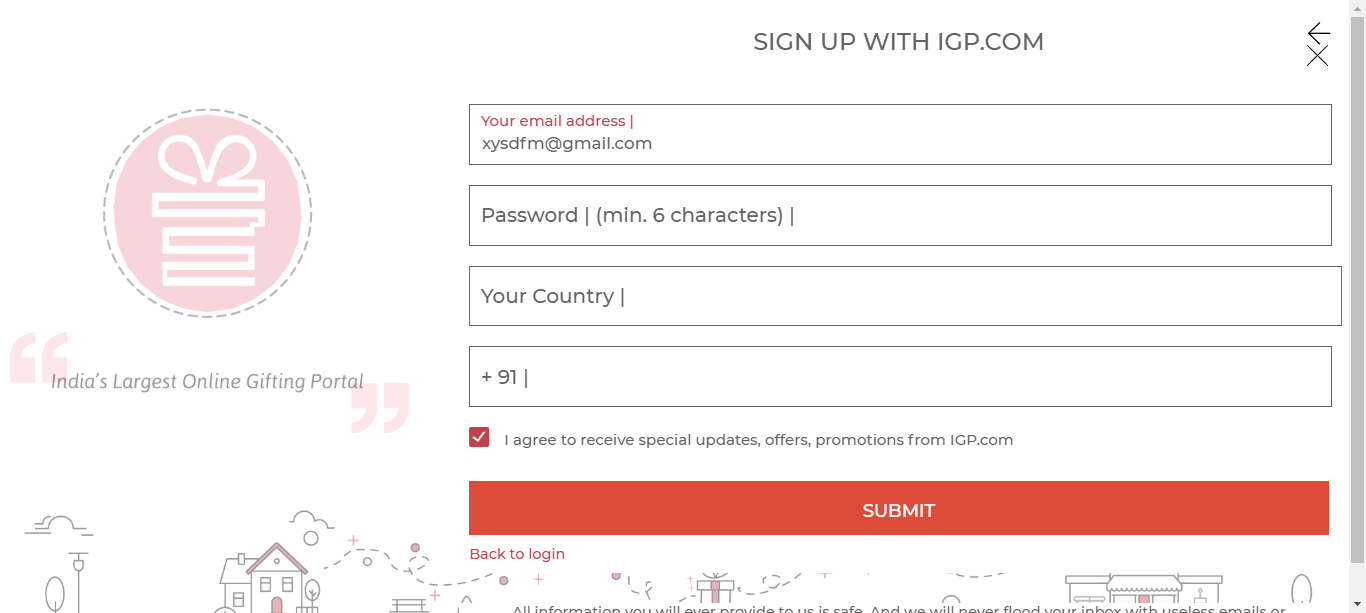 SIGN UP WITH IGP.COM
Your email address |
xysdfm@gmail.com
Password | (min. 6 characters) |
Your Country |
+ 91 |
India's Largest Online Gifting Portal
I agree to receive special updates, offers, promotions from IGP.com
SUBMIT
Back to login
All information you will ever provide to us is safe. And we will never flood your inbox with useless emails or